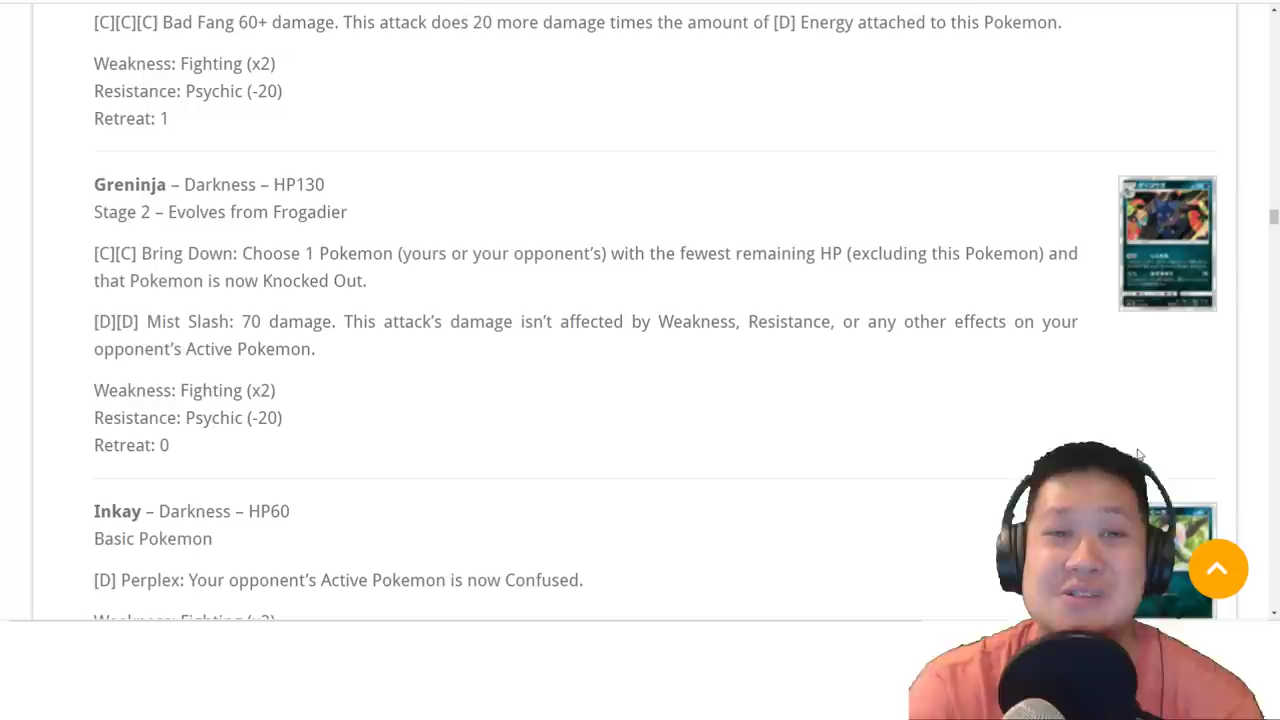 [C][C][C] Bad Fang 60+ damage. This attack does 20 more damage times the amount of [D] Energy attached to this Pokemon.
Weakness: Fighting (x2)
Resistance: Psychic (-20)
Retreat: 1
Greninja – Darkness – HP130
Stage 2 – Evolves from Frogadier
[C][C] Bring Down: Choose 1 Pokemon (yours or your opponent’s) with the fewest remaining HP (excluding this Pokemon) and
that Pokemon is now Knocked Out.
[D][D] Mist Slash: 70 damage. This attack’s damage isn’t affected by Weakness, Resistance, or any other effects on your
opponent’s Active Pokemon.
Weakness: Fighting (x2)
Resistance: Psychic (-20)
Retreat: 0
Inkay – Darkness – HP60
Basic Pokemon
[D] Perplex: Your opponent’s Active Pokemon is now Confused.
Weakness: Fighting (x2)